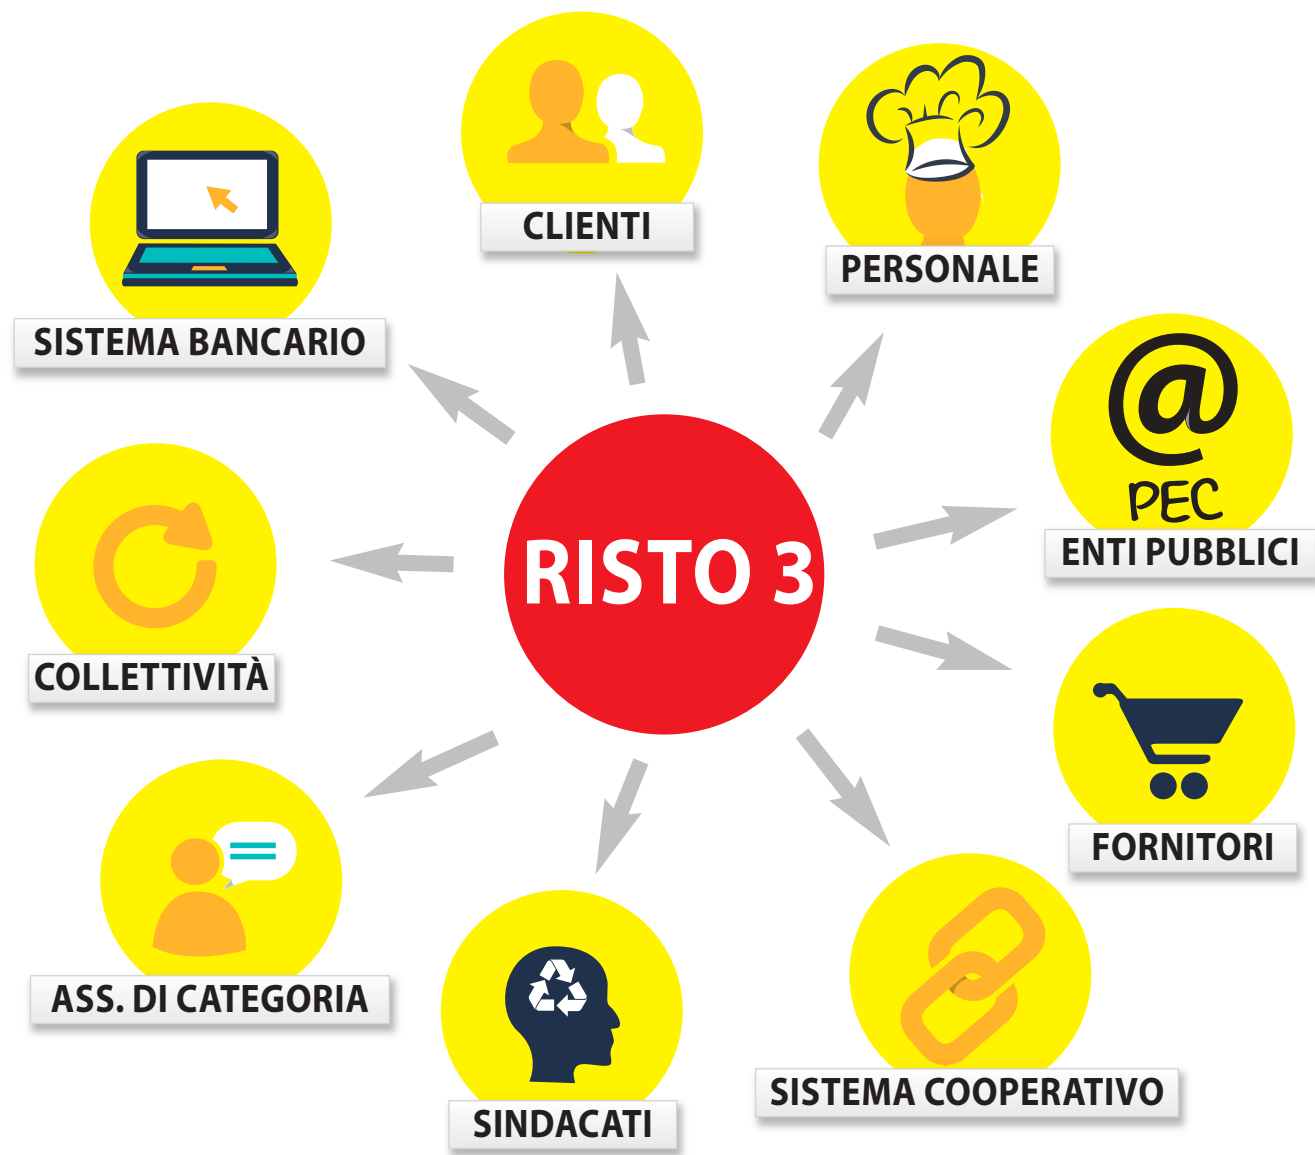 CLIENTI
PERSONALE
SISTEMA BANCARIO
@
PEC
ENTI PUBBLICI
RISTO 3
COLLETTIVITÀ
FORNITORI
ASS. DI CATEGORIA
SISTEMA COOPERATIVO
SINDACATI